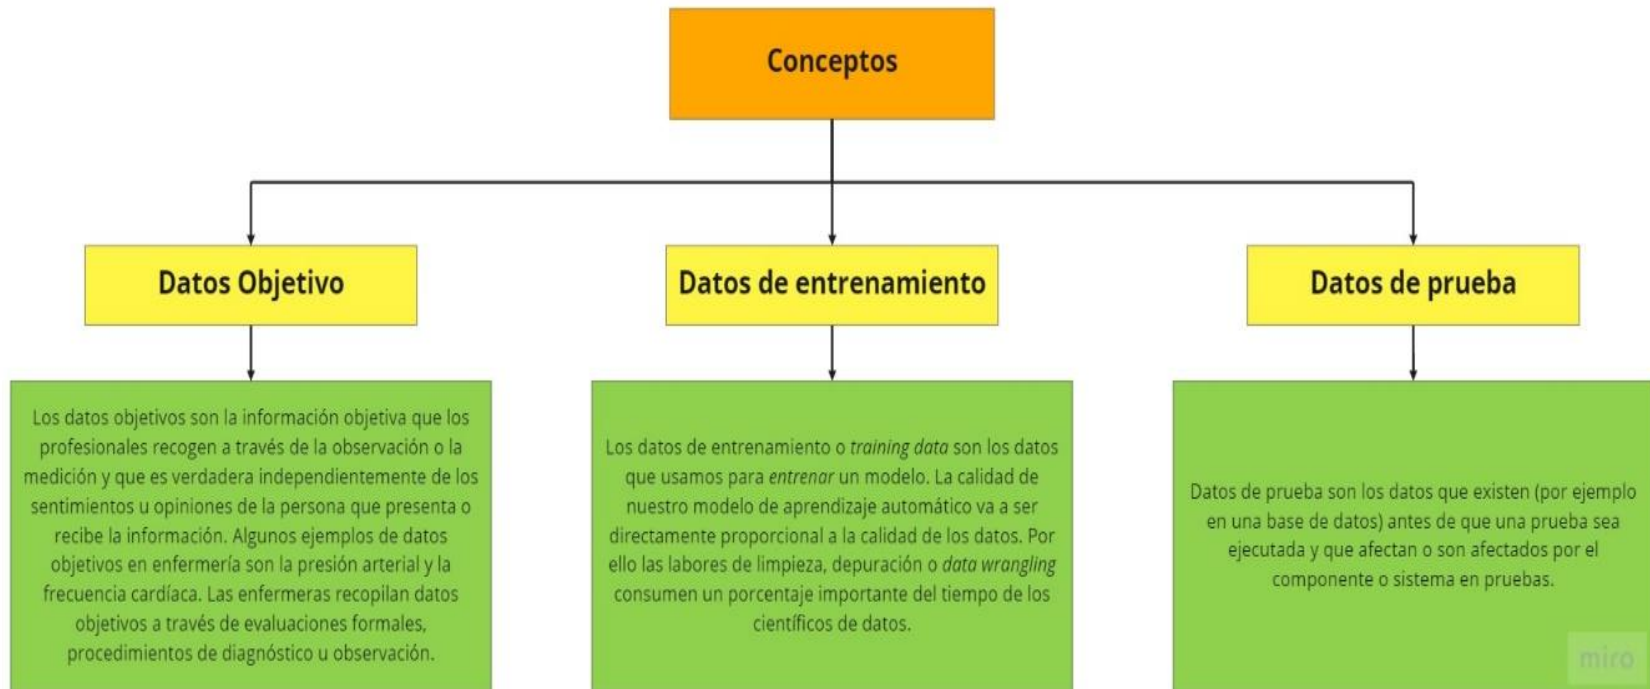 Conceptos
Datos Objetivo
Datos de entrenamiento
Datos de prueba
Los datos objetivos son la información objetiva que los
profesionales recogen a través de la observación o la
medición y que es verdadera independientemente de los
sentimientos u opiniones de la persona que presenta o
recibe la información. Algunos ejemplos de datos
objetivos en enfermería son la presión arterial y la
frecuencia cardíaca. Las enfermeras recopilan datos
objetivos a través de evaluaciones formales,
procedimientos de diagnóstico u observación.
Los datos de entrenamiento o training data son los datos
que usamos para entrenar un modelo. La calidad de
nuestro modelo de aprendizaje automático va a ser
directamente proporcional a la calidad de los datos. Por
ello las labores de limpieza, depuración o data wrangling
consumen un porcentaje importante del tiempo de los
científicos de datos.
Datos de prueba son los datos que existen (por ejemplo
en una base de datos) antes de que una prueba sea
ejecutada y que afectan o son afectados por el
componente o sistema en pruebas.
miro